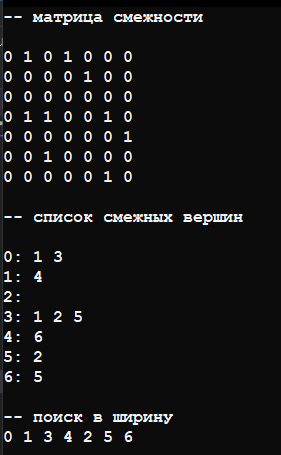 -- матрица смежности
0 1 0 1 0 0 0
0 0 0 0 1 0 0
0 0 0 0 0 0 0
0 1 1 0 0 1 0
0 0 0 0 0 0 1
0 0 1 0 0 0 0
0 0 0 0 0 1 0
-- список смежных вершин
0: 1 3
1: 4
2:
3: 1 2 5
4: 6
5: 2
6: 5
-- поиск в ширину
0 1 3 4 2 5 6